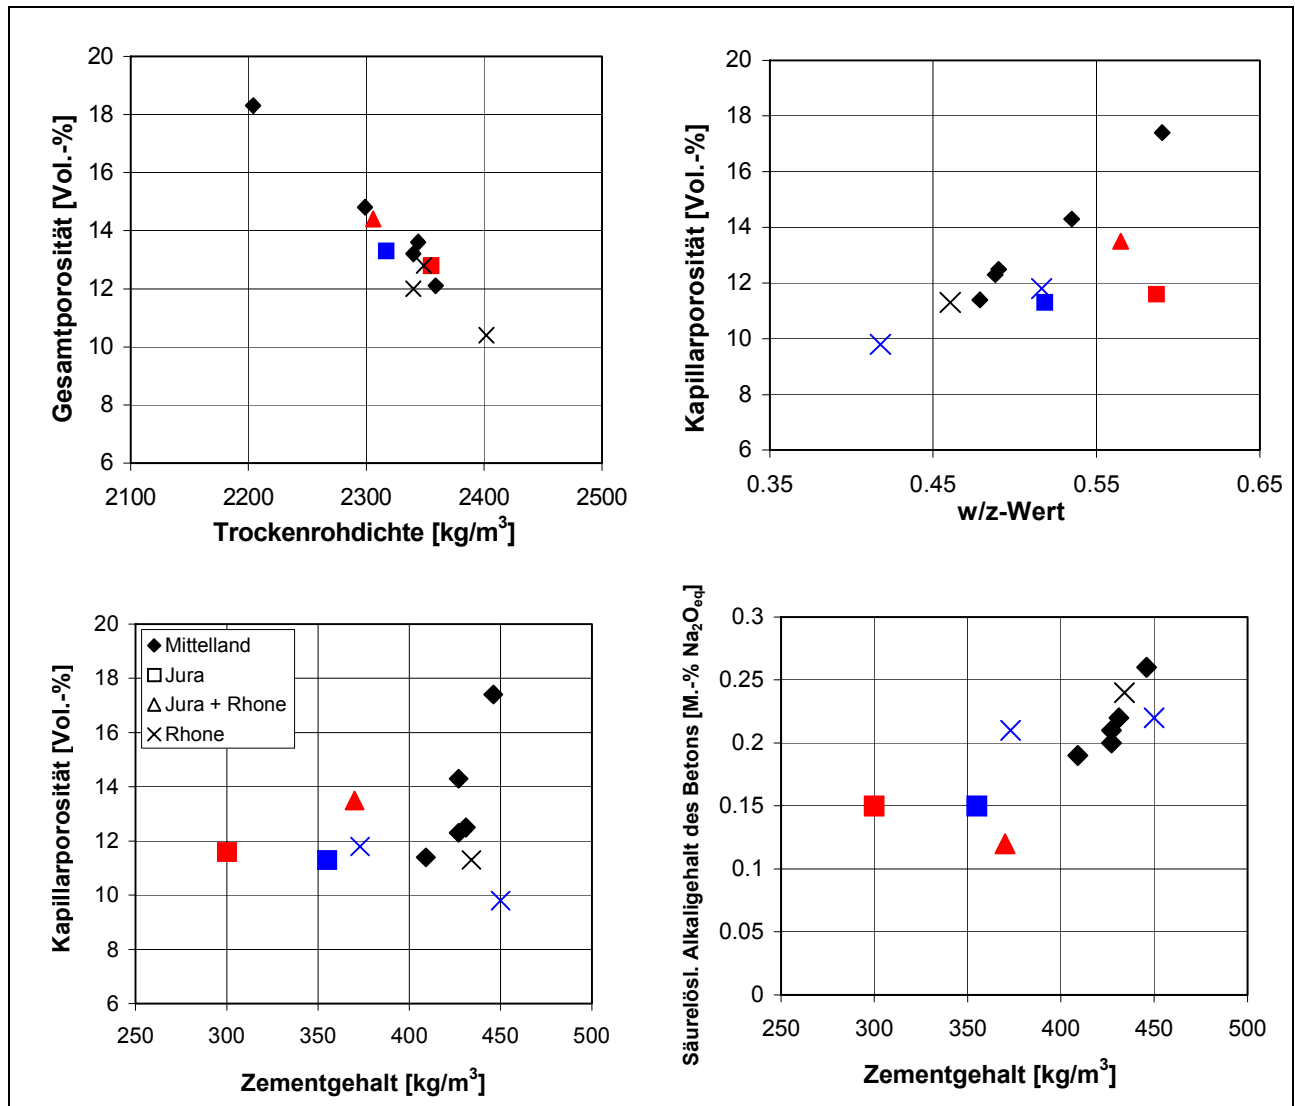 20
18
16
14
12
10
8
6
2100 2200 2300 2400 2500
Gesamtporosität [Vol.-%]
Trockenrohdichte [kg/m³]
20
18
16
14
12
10
8
6
0.35 0.45 0.55 0.65
Kapillarporosität [Vol.-%]
w/z-Wert
20
18
16
14
12
10
8
6
250 300 350 400 450 500
Kapillarporosität [Vol.-%]
Zementgehalt [kg/m³]
Mittelland
Jura
Jura + Rhone
Rhone
0.3
0.25
0.2
0.15
0.1
0.05
0
250 300 350 400 450 500
Säurelösl. Alkaligehalt des Betons [M.-% Na₂Oeq]
Zementgehalt [kg/m³]